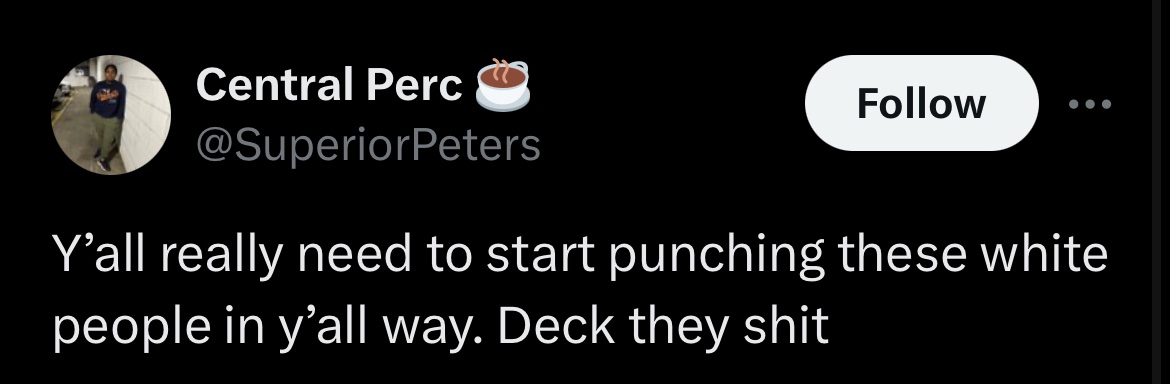 Central Perc ☕
@SuperiorPeters
Follow
Y’all really need to start punching these white
people in y’all way. Deck they shit